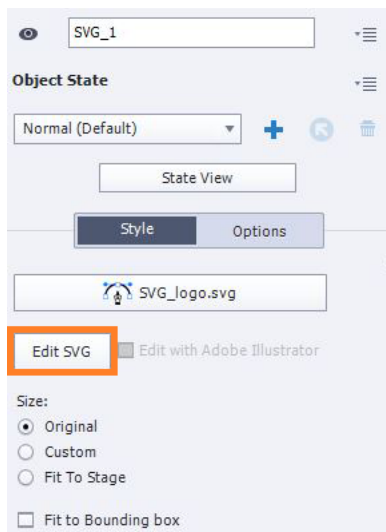 SVG_1
Object State
Normal (Default)
State View
Style Options
SVG_logo.svg
Edit SVG Edit with Adobe Illustrator
Size:
Original
Custom
Fit To Stage
Fit to Bounding box